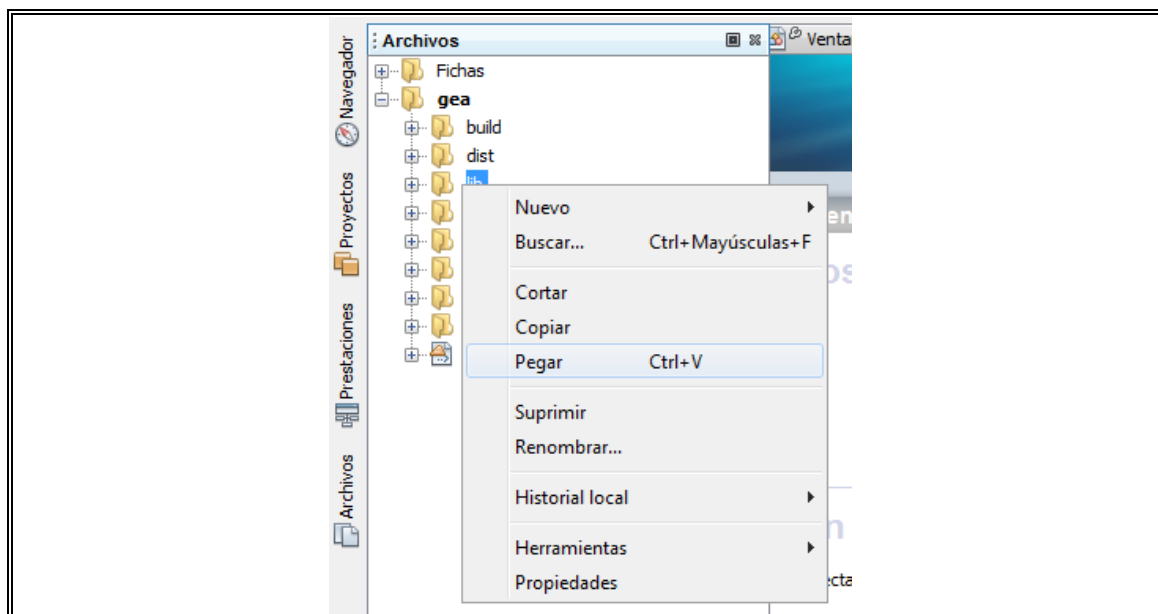 Navegador
Proyectos
Prestaciones
Archivos
Archivos
Fichas
gea
build
dist
lib
Nuevo
Buscar... Ctrl+Mayúsculas+F
Cortar
Copiar
Pegar Ctrl+V
Suprimir
Renombrar...
Historial local
Herramientas
Propiedades